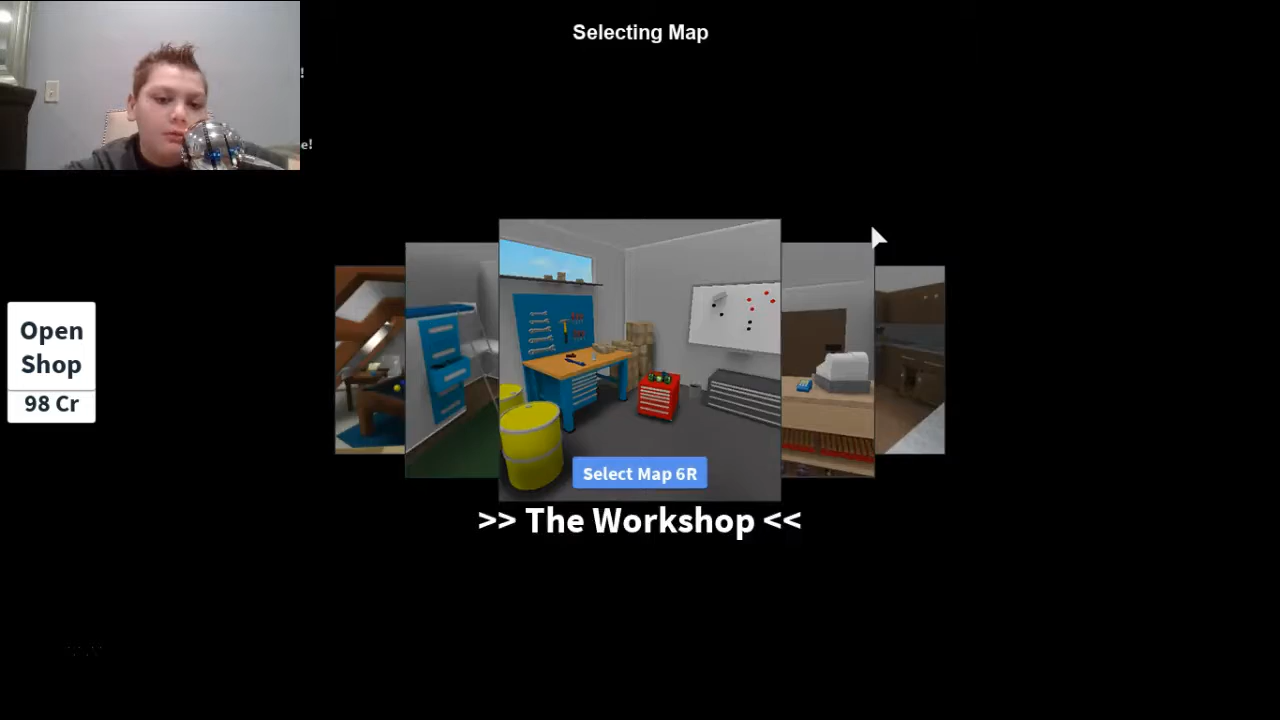 Selecting Map
!
e!
Open
Shop
98 Cr
Select Map 6R
>> The Workshop <<